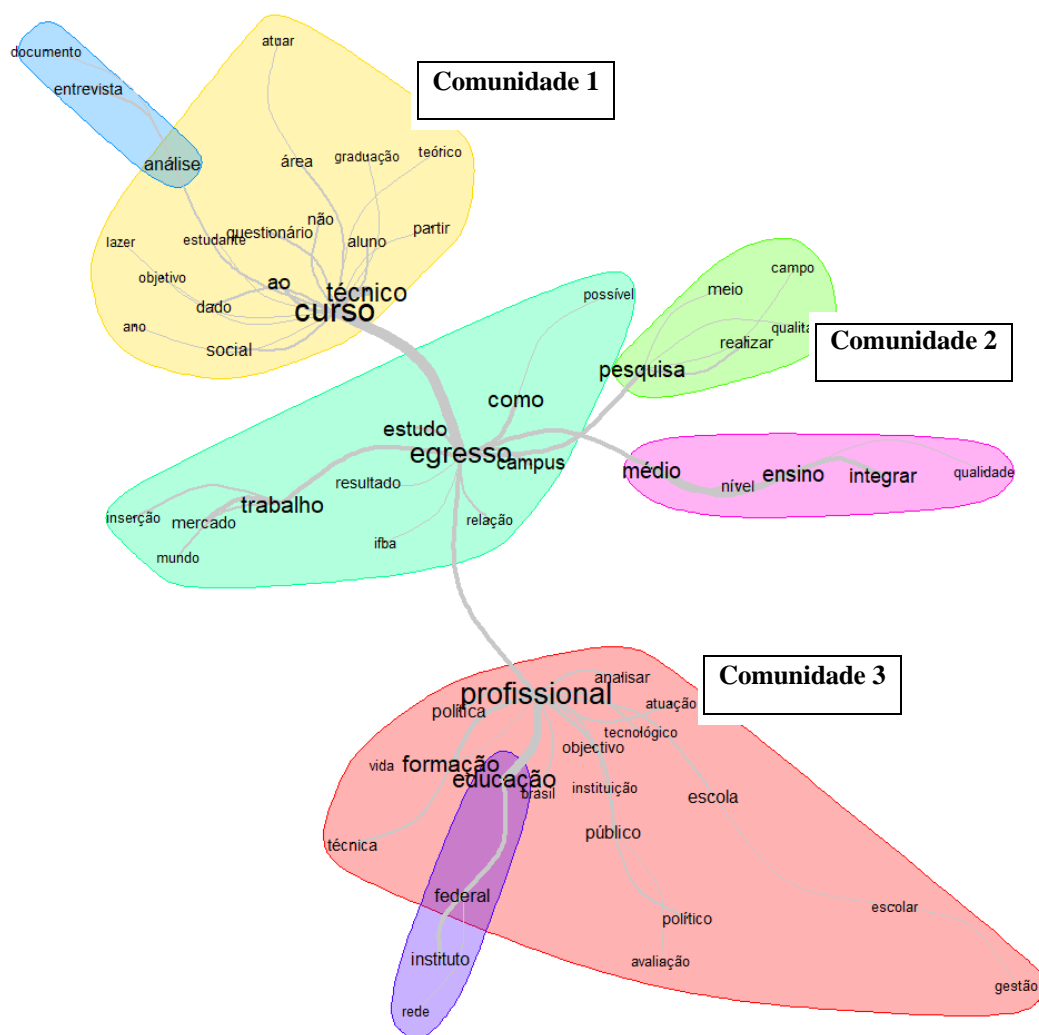 atuar
documento
Comunidade 1
entrevista
teórico
graduação
análise
área
não
questionário
partir
estudante
aluno
lazer
campo
objetivo
ao
técnico
meio
possível
dado
curso
ano
qualita
realizar
Comunidade 2
social
pesquisa
como
estudo
egresso
campus
médio
ensino
integrar
qualidade
nível
resultado
trabalho
inserção
mercado
relação
ifba
mundo
Comunidade 3
analisar
profissional
atuação
política
tecnológico
objectivo
vida
formação
educação
brasil
instituição
escola
público
técnica
federal
escolar
político
instituto
avaliação
gestão
rede